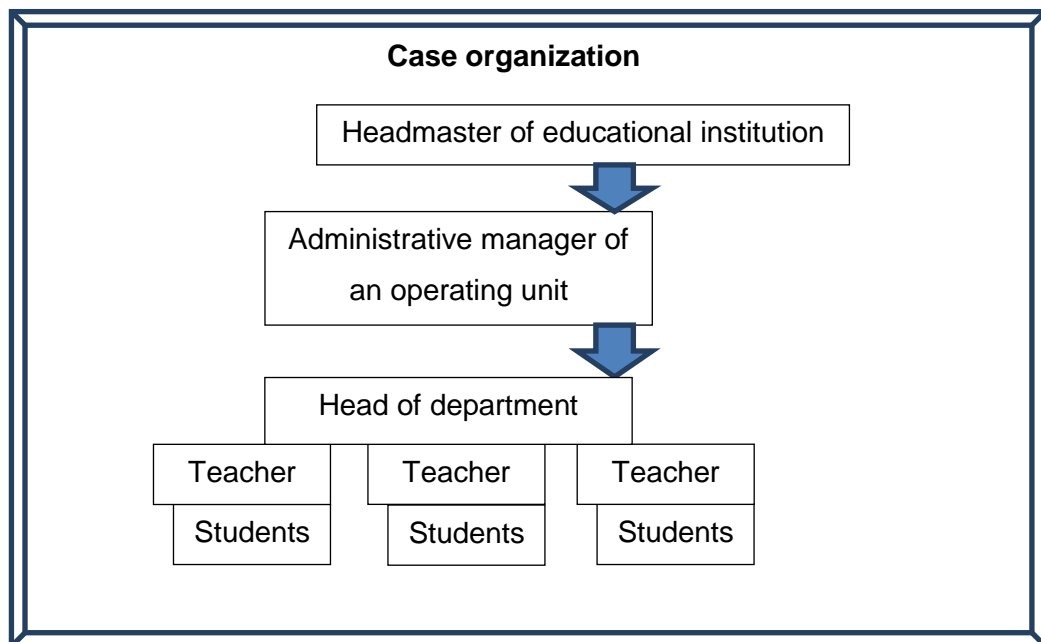 Case organization
Headmaster of educational institution
Administrative manager of
an operating unit
Head of department
Teacher
Teacher
Teacher
Students
Students
Students